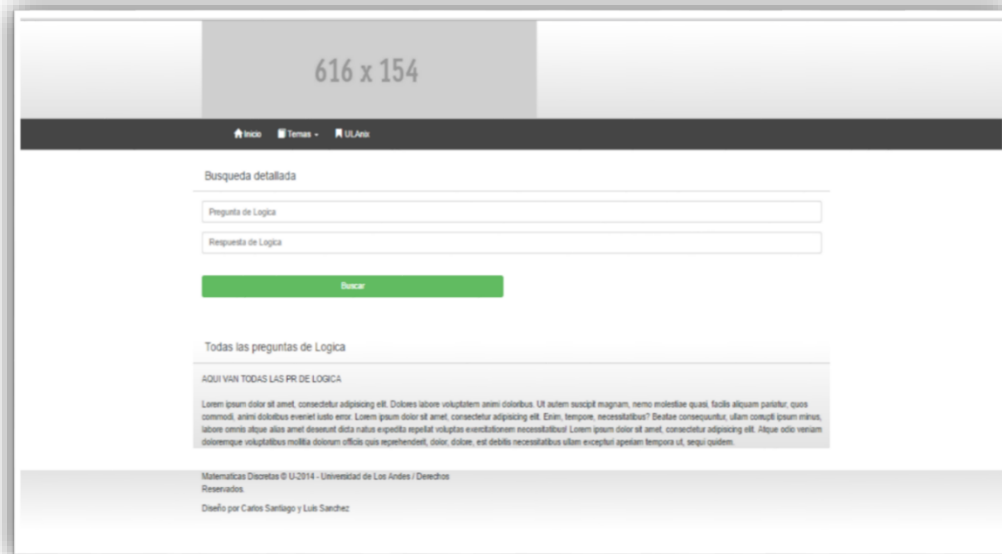 616 x 154
Inicio Temas ULAnix
Busqueda detallada
Pregunta de Logica
Respuesta de Logica
Buscar
Todas las preguntas de Logica
AQUI VAN TODAS LAS PR DE LOGICA
Lorem ipsum dolor sit amet, consectetur adipisicing elit. Dolores labore voluptatem animi doloribus. Ut autem suscipit magnam, nemo molestiae quasi, facilis aliquam pariatur, quos
commodi, animi doloribus eveniet iusto error. Lorem ipsum dolor sit amet, consectetur adipisicing elit. Enim, tempore, necessitatibus? Beatae consequuntur, ullam corrupti ipsum minus,
labore omnis atque alias amet deserunt dicta natus expedita repellat voluptas exercitationem necessitatibus! Lorem ipsum dolor sit amet, consectetur adipisicing elit. Atque odio veniam
doloremque voluptatibus mollitia dolorum officiis quis reprehenderit, dolor, dolore, est debitis necessitatibus ullam excepturi aperiam tempora ut, sequi quidem.
Matematicas Discretas © U-2014 - Universidad de Los Andes / Derechos
Reservados.
Diseño por Carlos Santiago y Luis Sanchez